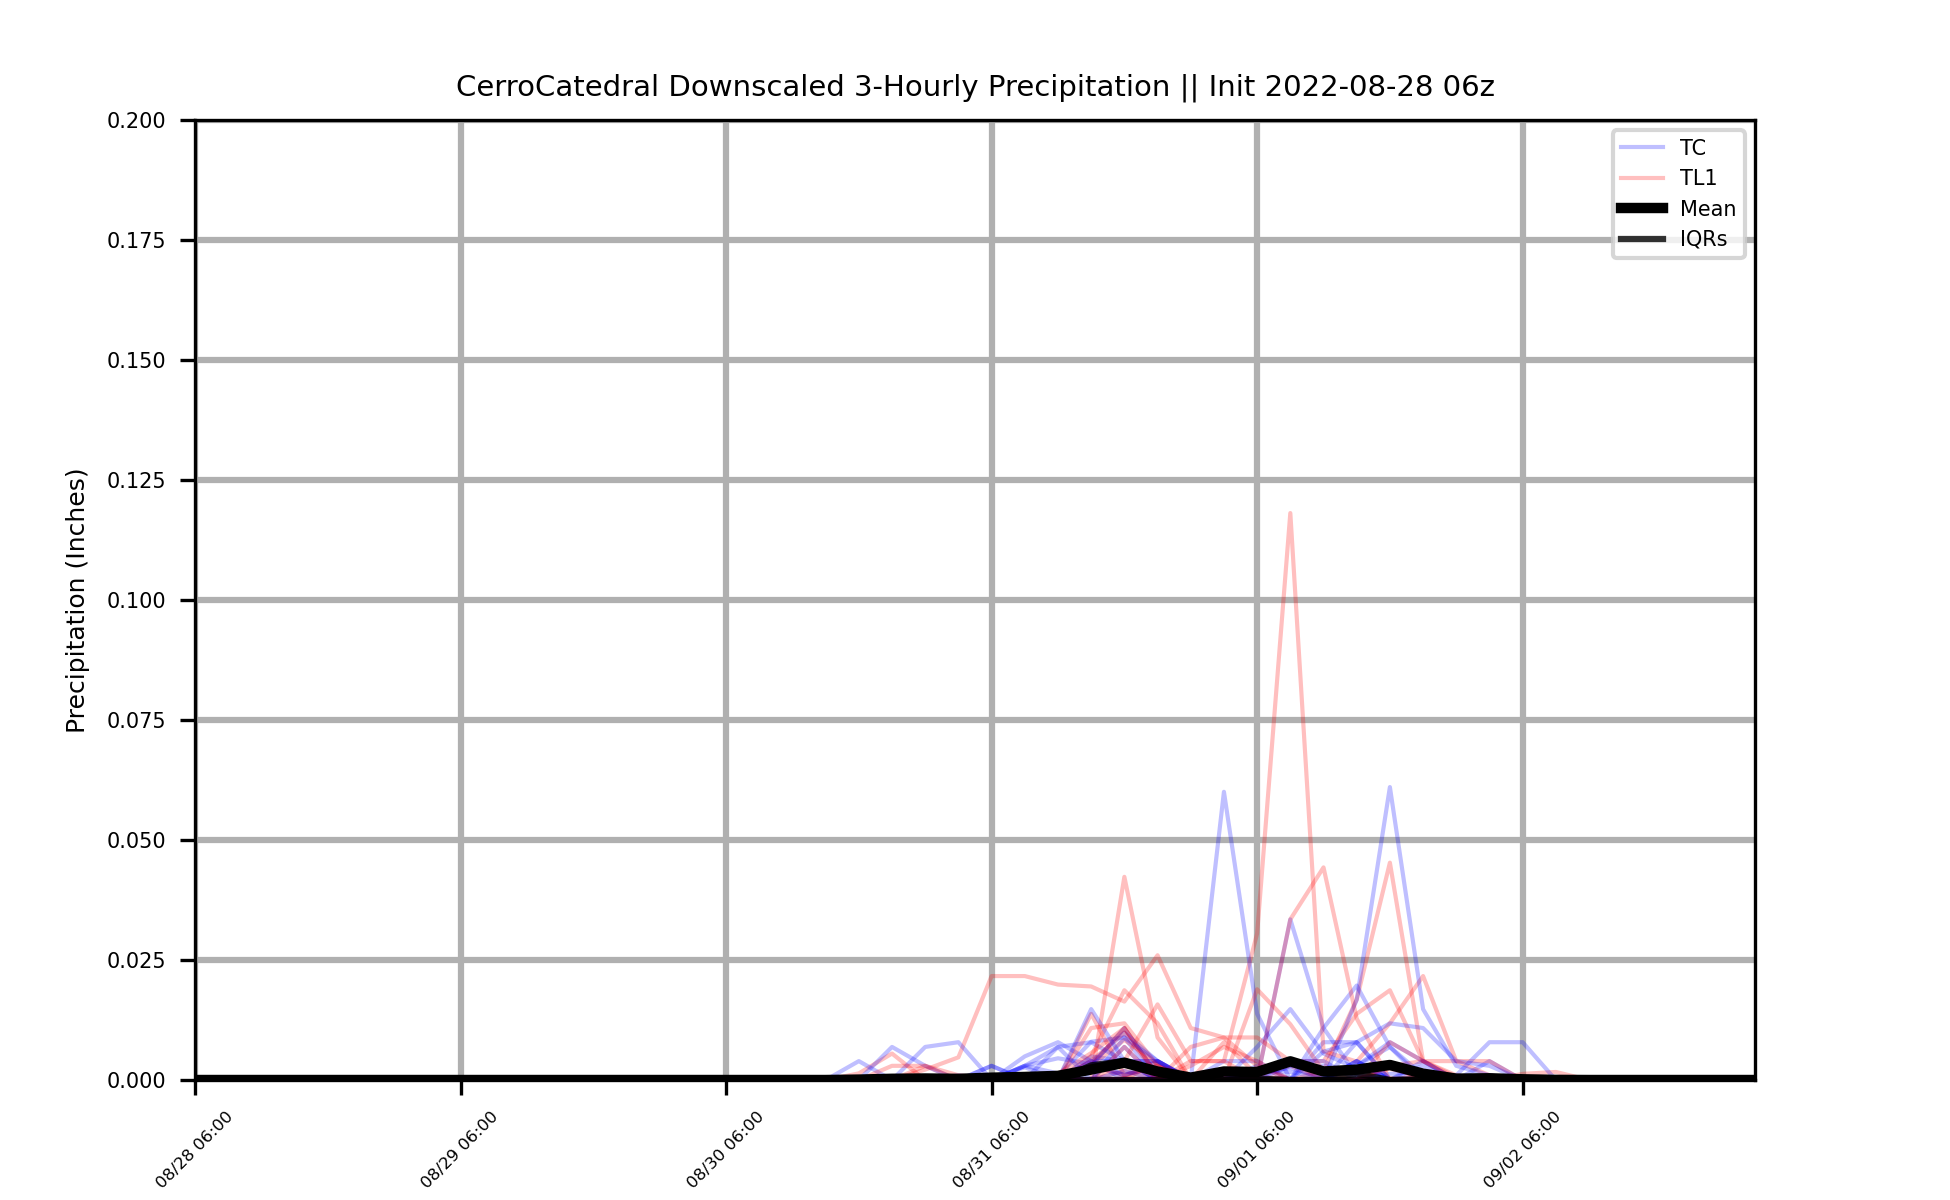 CerroCatedral Downscaled 3-Hourly Precipitation || Init 2022-08-28 06z
Precipitation (Inches)
0.200
0.175
0.150
0.125
0.100
0.075
0.050
0.025
0.000
TC
TL1
Mean
IQRs
08/28 06:00
08/29 06:00
08/30 06:00
08/31 06:00
09/01 06:00
09/02 06:00